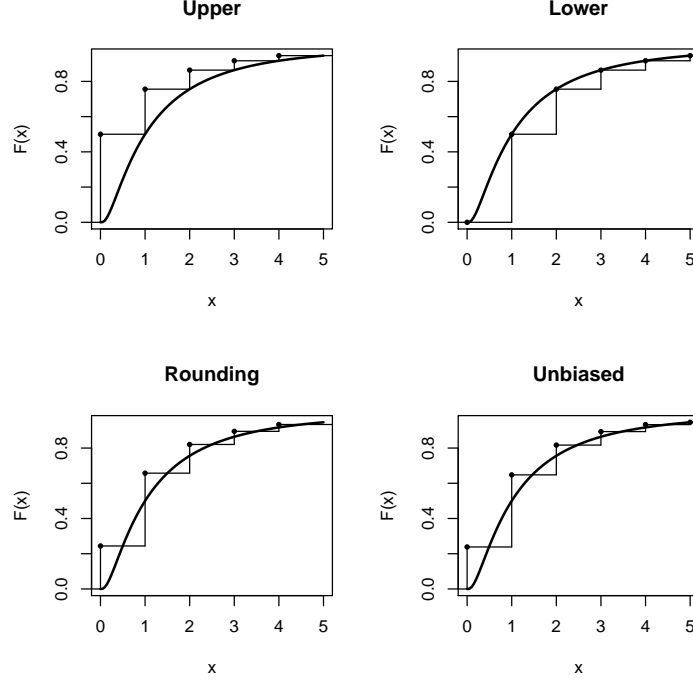 Upper
F(x)
0.0 0.4 0.8
0 1 2 3 4 5
x
Lower
F(x)
0.0 0.4 0.8
0 1 2 3 4 5
x
Rounding
F(x)
0.0 0.4 0.8
0 1 2 3 4 5
x
Unbiased
F(x)
0.0 0.4 0.8
0 1 2 3 4 5
x